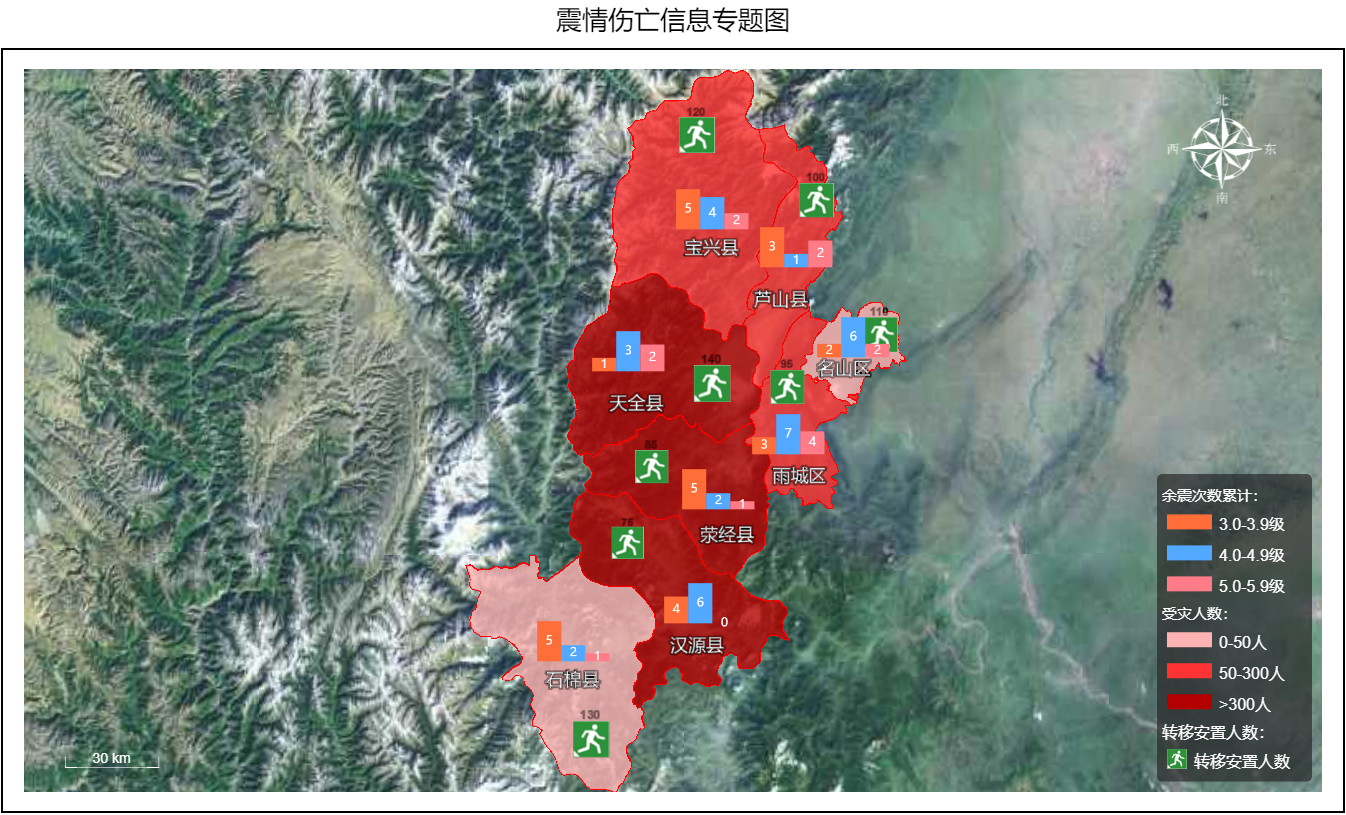 震情伤亡信息专题图
北
西
东
南
120
5
4
2
宝兴县
100
3
1
2
芦山县
110
2
6
2
名山区
1
3
2
天全县
140
95
3
7
4
雨城区
85
5
2
1
荥经县
75
4
6
0
汉源县
5
2
1
石棉县
130
余震次数累计:
3.0-3.9级
4.0-4.9级
5.0-5.9级
受灾人数:
0-50人
50-300人
>300人
转移安置人数:
转移安置人数
30 km